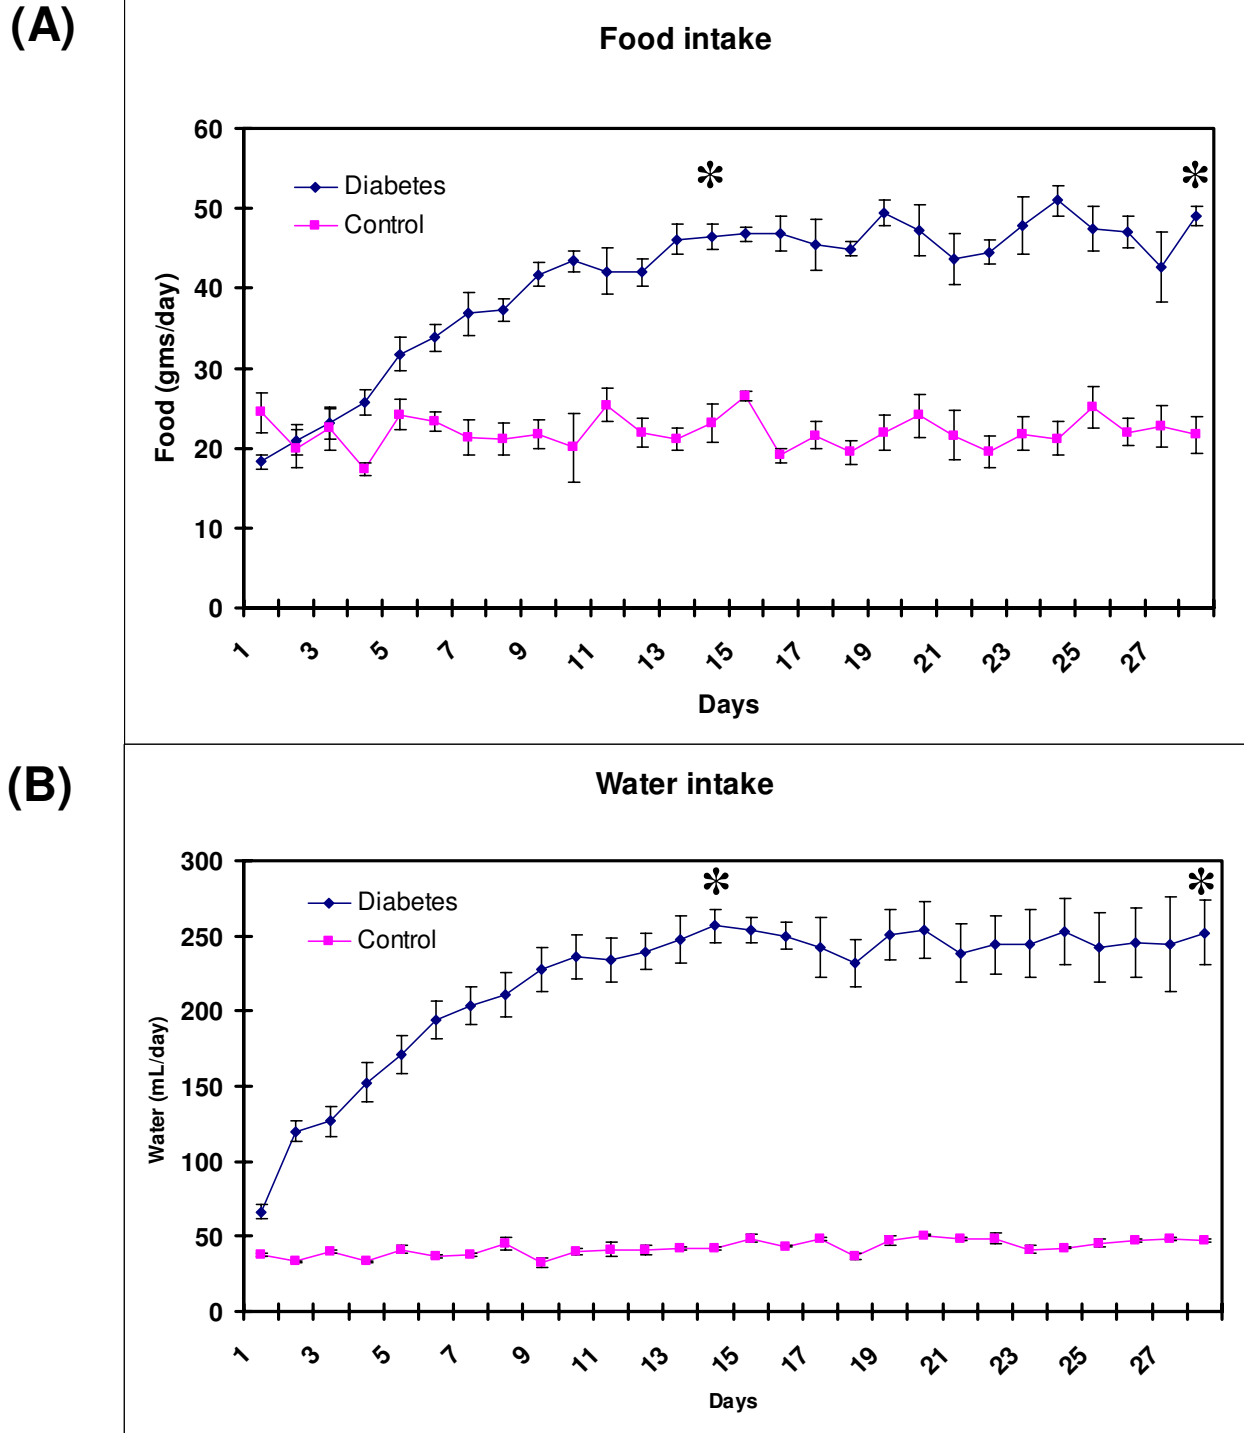 (A)
Food intake
60
50
40
30
20
10
0
Food (gms/day)
Diabetes
Control
*
*
1 3 5 7 9 11 13 15 17 19 21 23 25 27
Days
(B)
Water intake
300
250
200
150
100
50
0
Water (mL/day)
Diabetes
Control
*
*
1 3 5 7 9 11 13 15 17 19 21 23 25 27
Days